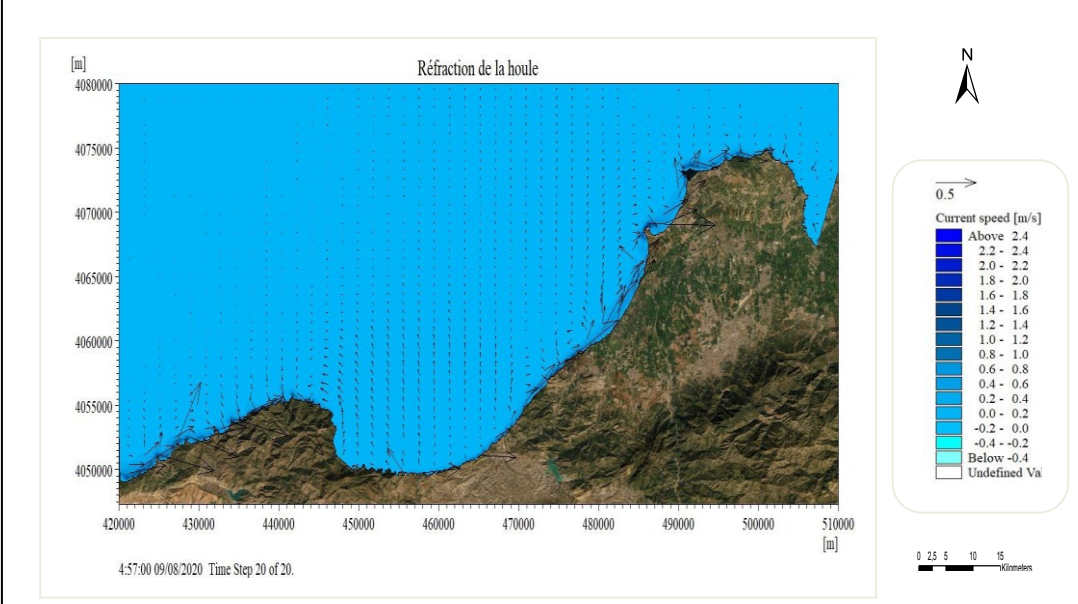 Réfraction de la houle
[m]
4080000
4075000
4070000
4065000
4060000
4055000
4050000
420000 430000 440000 450000 460000 470000 480000 490000 500000 510000
[m]
4:57:00 09/08/2020 Time Step 20 of 20.
N
0.5
Current speed [m/s]
Above 2.4
2.2 - 2.4
2.0 - 2.2
1.8 - 2.0
1.6 - 1.8
1.4 - 1.6
1.2 - 1.4
1.0 - 1.2
0.8 - 1.0
0.6 - 0.8
0.4 - 0.6
0.2 - 0.4
0.0 - 0.2
-0.2 - 0.0
-0.4 - -0.2
Below -0.4
Undefined Va
0 2,5 5 10 15
Kilometers